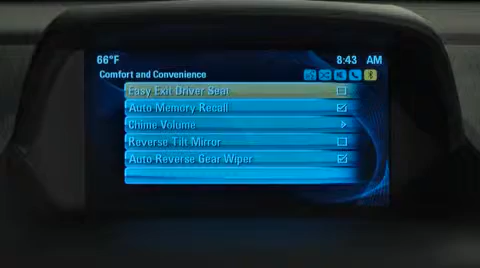 66°F 8:43 AM
Comfort and Convenience
Easy Exit Driver Seat
Auto Memory Recall
Chime Volume
Reverse Tilt Mirror
Auto Reverse Gear Wiper